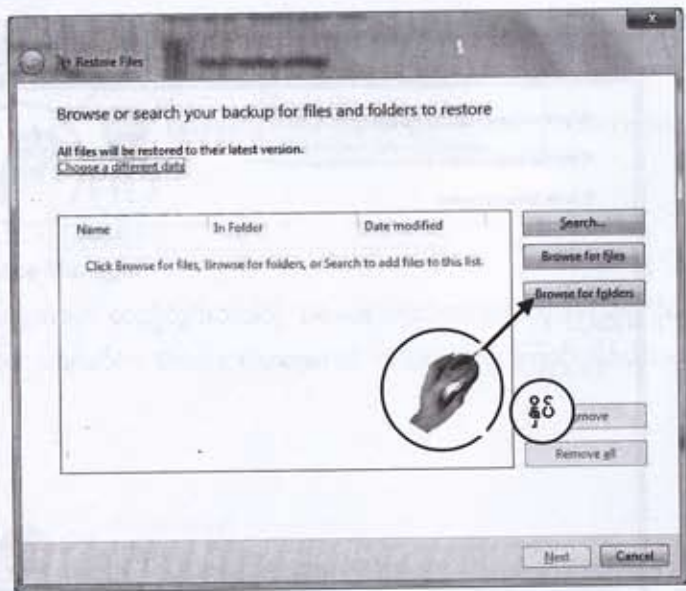 Restore Files
Browse or search your backup for files and folders to restore
All files will be restored to their latest version.
Choose a different date
Name In Folder Date modified
Click Browse for files, Browse for folders, or Search to add files to this list.
Search...
Browse for files
Browse for folders
Remove all
Next Cancel